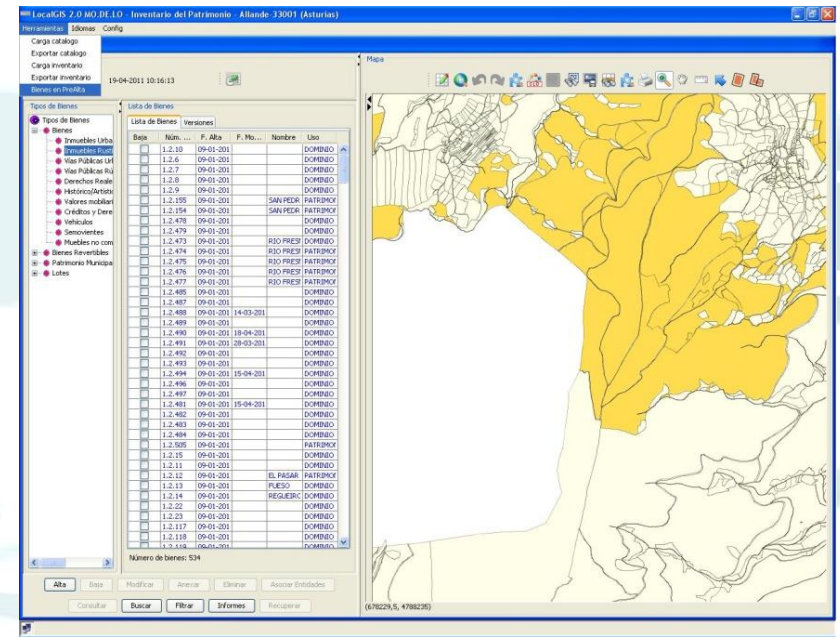 LocalGIS 2.0 MO.DE.LO - Inventario del Patrimonio - Allande-33001 (Asturias)
Herramientas Idiomas Config
Carga catalogo
Exportar catalogo
Carga inventario
Exportar inventario
Bienes en PreAlta
19-04-2011 10:16:13
Mapa
Tipos de Bienes
Tipos de Bienes
Bienes
Inmuebles Urba
Inmuebles Rust
Vías Públicas Url
Vías Públicas Rú
Derechos Reale
Histórico/Artístic
Valores mobiliari
Créditos y Dere
Vehículos
Semovientes
Muebles no com
Bienes Revertibles
Patrimonio Municipa
Lotes
Lista de Bienes
Lista de Bienes Versiones
Baja Núm. ... F. Alta F. Mo... Nombre Uso
1.2.10 09-01-201 DOMINIO
1.2.6 09-01-201 DOMINIO
1.2.7 09-01-201 DOMINIO
1.2.8 09-01-201 DOMINIO
1.2.9 09-01-201 DOMINIO
1.2.155 09-01-201 SAN PEDR PATRIMOI
1.2.154 09-01-201 SAN PEDR PATRIMOI
1.2.478 09-01-201 DOMINIO
1.2.479 09-01-201 DOMINIO
1.2.473 09-01-201 RIO FREST DOMINIO
1.2.474 09-01-201 RIO FREST PATRIMOI
1.2.475 09-01-201 RIO FREST PATRIMOI
1.2.476 09-01-201 RIO FREST PATRIMOI
1.2.477 09-01-201 RIO FREST PATRIMOI
1.2.485 09-01-201 DOMINIO
1.2.487 09-01-201 DOMINIO
1.2.488 09-01-201 14-03-201 DOMINIO
1.2.489 09-01-201 DOMINIO
1.2.490 09-01-201 18-04-201 DOMINIO
1.2.491 09-01-201 28-03-201 DOMINIO
1.2.492 09-01-201 DOMINIO
1.2.493 09-01-201 DOMINIO
1.2.494 09-01-201 15-04-201 DOMINIO
1.2.496 09-01-201 DOMINIO
1.2.497 09-01-201 DOMINIO
1.2.481 09-01-201 15-04-201 DOMINIO
1.2.482 09-01-201 DOMINIO
1.2.483 09-01-201 DOMINIO
1.2.484 09-01-201 DOMINIO
1.2.505 09-01-201 PATRIMOI
1.2.15 09-01-201 DOMINIO
1.2.11 09-01-201 DOMINIO
1.2.12 09-01-201 EL PASAR PATRIMOI
1.2.13 09-01-201 FUESO DOMINIO
1.2.14 09-01-201 REGUEIRC DOMINIO
1.2.22 09-01-201 DOMINIO
1.2.23 09-01-201 DOMINIO
1.2.117 09-01-201 DOMINIO
1.2.118 09-01-201 DOMINIO
1.2.119 09-01-201 DOMINIO
Número de bienes: 534
Alta Baja Modificar Anexar Eliminar Asociar Entidades
Consultar Buscar Filtrar Informes Recuperar
(678229,5, 4788235)